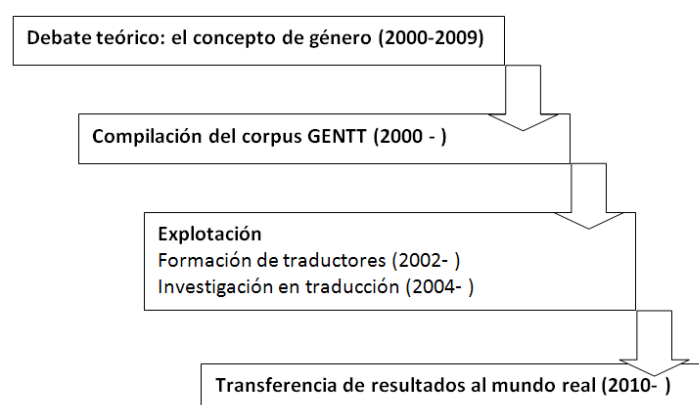 Debate teórico: el concepto de género (2000-2009)
Compilación del corpus GENTT (2000 - )
Explotación
Formación de traductores (2002- )
Investigación en traducción (2004- )
Transferencia de resultados al mundo real (2010- )